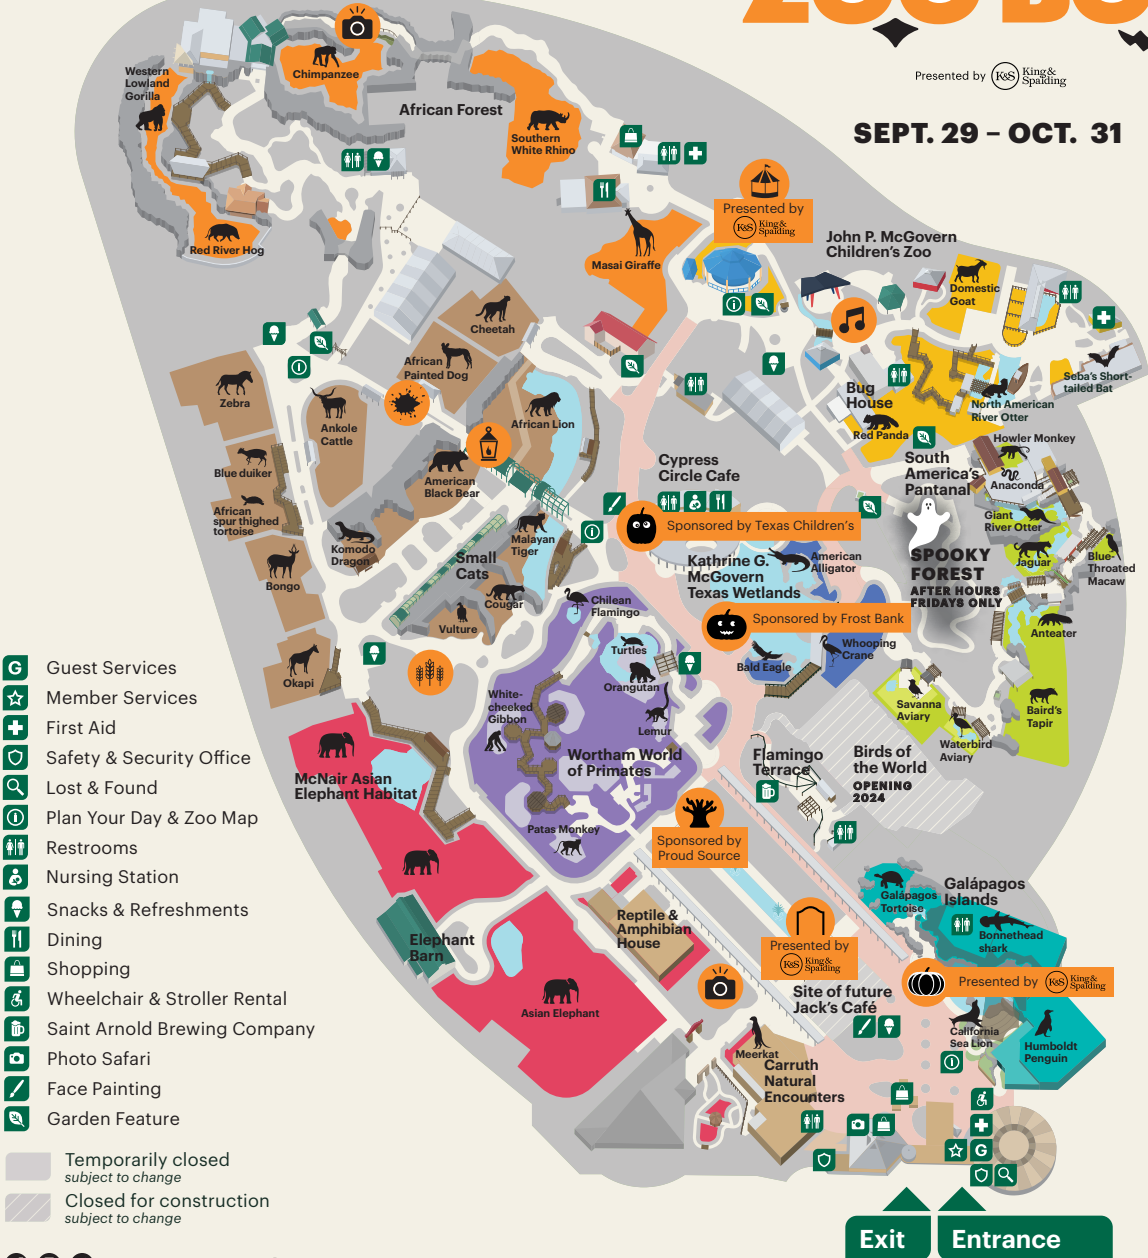 ZOO BO
Presented by K&S King & Spalding
SEPT. 29 – OCT. 31
Western
Lowland
Gorilla
Chimpanzee
African Forest
Southern
White Rhino
Red River Hog
Masai Giraffe
Presented by
K&S King & Spalding
John P. McGovern
Children's Zoo
Domestic
Goat
Cheetah
African
Painted Dog
Zebra
Ankole
Cattle
African Lion
Seba's Short-
tailed Bat
Bug
House
North American
River Otter
Red Panda
Howler Monkey
South
America's
Pantanal
Anaconda
Blue duiker
American
Black Bear
Cypress
Circle Cafe
African
spur thighed
tortoise
Giant
River Otter
Sponsored by Texas Children's
Malayan
Tiger
Komodo
Dragon
Small
Cats
Kathrine G.
McGovern
Texas Wetlands
American
Alligator
SPOOKY
FOREST
AFTER HOURS
FRIDAYS ONLY
Jaguar
Blue-
Throated
Macaw
Bongo
Cougar
Chilean
Flamingo
Vulture
Sponsored by Frost Bank
Anteater
Turtles
Whooping
Crane
Bald Eagle
Okapi
Orangutan
White-
cheeked
Gibbon
Lemur
Savanna
Aviary
Baird's
Tapir
Waterbird
Aviary
McNair Asian
Elephant Habitat
Wortham World
of Primates
Flamingo
Terrace
Birds of
the World
OPENING
2024
Patas Monkey
Sponsored by
Proud Source
Galápagos
Tortoise
Galápagos
Islands
Bonnethead
shark
Reptile &
Amphibian
House
Elephant
Barn
Presented by
K&S King & Spalding
Presented by K&S King & Spalding
Asian Elephant
Site of future
Jack's Café
California
Sea Lion
Humboldt
Penguin
Meerkat
Carruth
Natural
Encounters
G
Exit
Entrance
G Guest Services
Member Services
First Aid
Safety & Security Office
Lost & Found
Plan Your Day & Zoo Map
Restrooms
Nursing Station
Snacks & Refreshments
Dining
Shopping
Wheelchair & Stroller Rental
Saint Arnold Brewing Company
Photo Safari
Face Painting
Garden Feature
Temporarily closed
subject to change
Closed for construction
subject to change